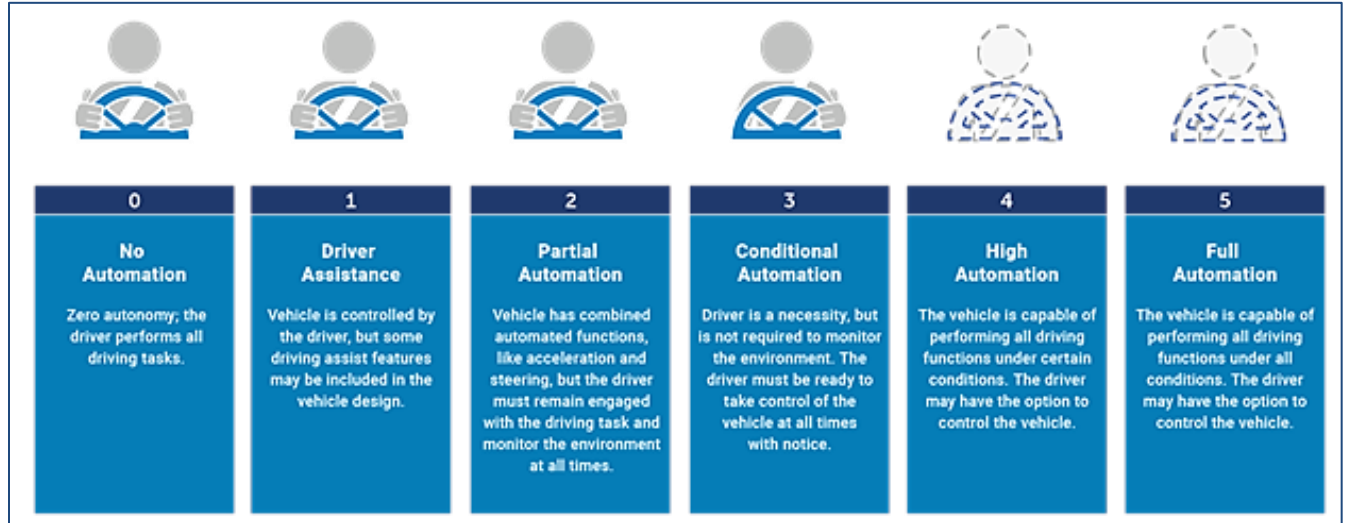 0
No
Automation
Zero autonomy; the
driver performs all
driving tasks.
1
Driver
Assistance
Vehicle is controlled by
the driver, but some
driving assist features
may be included in the
vehicle design.
2
Partial
Automation
Vehicle has combined
automated functions,
like acceleration and
steering, but the driver
must remain engaged
with the driving task and
monitor the environment
at all times.
3
Conditional
Automation
Driver is a necessity, but
is not required to monitor
the environment. The
driver must be ready to
take control of the
vehicle at all times
with notice.
4
High
Automation
The vehicle is capable of
performing all driving
functions under certain
conditions. The driver
may have the option to
control the vehicle.
5
Full
Automation
The vehicle is capable of
performing all driving
functions under all
conditions. The driver
may have the option to
control the vehicle.